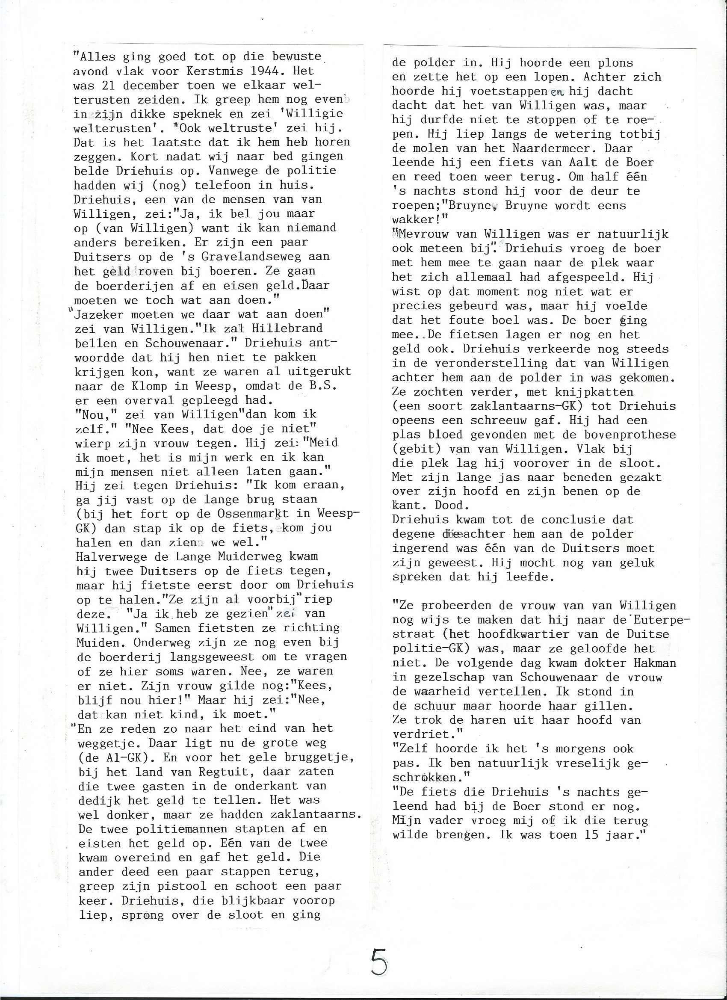 "Alles ging goed tot op die bewuste
avond vlak voor Kerstmis 1944. Het
was 21 december toen we elkaar wel-
terusten zeiden. Ik greep hem nog even
in zijn dikke speknek en zei 'Willigie
welterusten'. 'Ook weltruste' zei hij.
Dat is het laatste dat ik hem heb horen
zeggen. Kort nadat wij naar bed gingen
belde Driehuis op. Vanwege de politie
hadden wij (nog) telefoon in huis.
Driehuis, een van de mensen van van
Willigen, zei:"Ja, ik bel jou maar
op (van Willigen) want ik kan niemand
anders bereiken. Er zijn een paar
Duitsers op de 's Gravelandseweg aan
het geld roven bij boeren. Ze gaan
de boerderijen af en eisen geld.Daar
moeten we toch wat aan doen."
"Jazeker moeten we daar wat aan doen"
zei van Willigen."Ik zal Hillebrand
bellen en Schouwenaar." Driehuis ant-
woordde dat hij hen niet te pakken
krijgen kon, want ze waren al uitgerukt
naar de Klomp in Weesp, omdat de B.S.
er een overval gepleegd had.
"Nou," zei van Willigen"dan kom ik
zelf." "Nee Kees, dat doe je niet"
wierp zijn vrouw tegen. Hij zei: "Meid
ik moet, het is mijn werk en ik kan
mijn mensen niet alleen laten gaan."
Hij zei tegen Driehuis: "Ik kom eraan,
ga jij vast op de lange brug staan
(bij het fort op de Ossenmarkt in Weesp-
GK) dan stap ik op de fiets, kom jou
halen en dan zien we wel."
Halverwege de Lange Muiderweg kwam
hij twee Duitsers op de fiets tegen,
maar hij fietste eerst door om Driehuis
op te halen."Ze zijn al voorbij"riep
deze. "Ja ik heb ze gezien"zei van
Willigen." Samen fietsten ze richting
Muiden. Onderweg zijn ze nog even bij
de boerderij langsgeweest om te vragen
of ze hier soms waren. Nee, ze waren
er niet. Zijn vrouw gilde nog:"Kees,
blijf nou hier!" Maar hij zei:"Nee,
dat kan niet kind, ik moet."
"En ze reden zo naar het eind van het
weggetje. Daar ligt nu de grote weg
(de A1-GK). En voor het gele bruggetje,
bij het land van Regtuit, daar zaten
die twee gasten in de onderkant van
dedijk het geld te tellen. Het was
wel donker, maar ze hadden zaklantaarns.
De twee politiemannen stapten af en
eisten het geld op. Eén van de twee
kwam overeind en gaf het geld. Die
ander deed een paar stappen terug,
greep zijn pistool en schoot een paar
keer. Driehuis, die blijkbaar voorop
liep, sprong over de sloot en ging
de polder in. Hij hoorde een plons
en zette het op een lopen. Achter zich
hoorde hij voetstappen en hij dacht
dacht dat het van Willigen was, maar
hij durfde niet te stoppen of te roe-
pen. Hij liep langs de wetering totbij
de molen van het Naardermeer. Daar
leende hij een fiets van Aalt de Boer
en reed toen weer terug. Om half één
's nachts stond hij voor de deur te
roepen;"Bruyne, Bruyne wordt eens
wakker!"
"Mevrouw van Willigen was er natuurlijk
ook meteen bij". Driehuis vroeg de boer
met hem mee te gaan naar de plek waar
het zich allemaal had afgespeeld. Hij
wist op dat moment nog niet wat er
precies gebeurd was, maar hij voelde
dat het foute boel was. De boer ging
mee..De fietsen lagen er nog en het
geld ook. Driehuis verkeerde nog steeds
in de veronderstelling dat van Willigen
achter hem aan de polder in was gekomen.
Ze zochten verder, met knijpkatten
(een soort zaklantaarns-GK) tot Driehuis
opeens een schreeuw gaf. Hij had een
plas bloed gevonden met de bovenprothese
(gebit) van van Willigen. Vlak bij
die plek lag hij voorover in de sloot.
Met zijn lange jas naar beneden gezakt
over zijn hoofd en zijn benen op de
kant. Dood.
Driehuis kwam tot de conclusie dat
degene die achter hem aan de polder
ingerend was één van de Duitsers moet
zijn geweest. Hij mocht nog van geluk
spreken dat hij leefde.
"Ze probeerden de vrouw van van Willigen
nog wijs te maken dat hij naar de Euterpe-
straat (het hoofdkwartier van de Duitse
politie-GK) was, maar ze geloofde het
niet. De volgende dag kwam dokter Hakman
in gezelschap van Schouwenaar de vrouw
de waarheid vertellen. Ik stond in
de schuur maar hoorde haar gillen.
Ze trok de haren uit haar hoofd van
verdriet."
"Zelf hoorde ik het 's morgens ook
pas. Ik ben natuurlijk vreselijk ge-
schrokken."
"De fiets die Driehuis 's nachts ge-
leend had bij de Boer stond er nog.
Mijn vader vroeg mij of ik die terug
wilde brengen. Ik was toen 15 jaar."
5